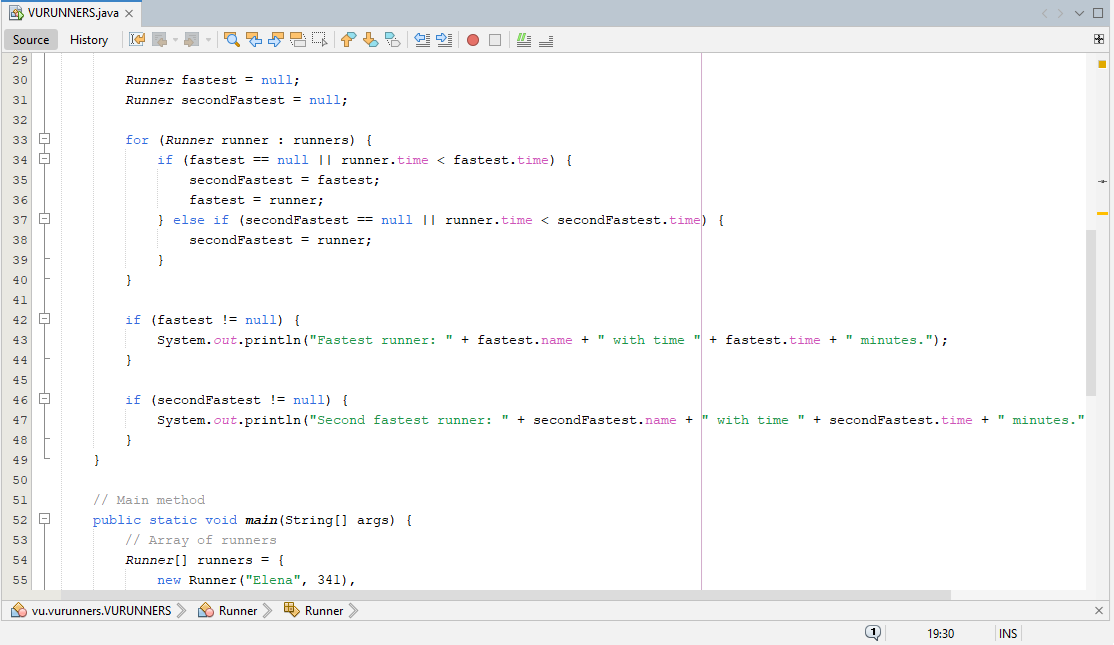 VURUNNERS.java
Source History
29
30 Runner fastest = null;
31 Runner secondFastest = null;
32
33 for (Runner runner : runners) {
34 if (fastest == null || runner.time < fastest.time) {
35 secondFastest = fastest;
36 fastest = runner;
37 } else if (secondFastest == null || runner.time < secondFastest.time) {
38 secondFastest = runner;
39 }
40 }
41
42 if (fastest != null) {
43 System.out.println("Fastest runner: " + fastest.name + " with time " + fastest.time + " minutes.");
44 }
45
46 if (secondFastest != null) {
47 System.out.println("Second fastest runner: " + secondFastest.name + " with time " + secondFastest.time + " minutes."
48 }
49 }
50
51 // Main method
52 public static void main(String[] args) {
53 // Array of runners
54 Runner[] runners = {
55 new Runner("Elena", 341),
vu.vurunners.VURUNNERS Runner Runner
1 19:30 INS